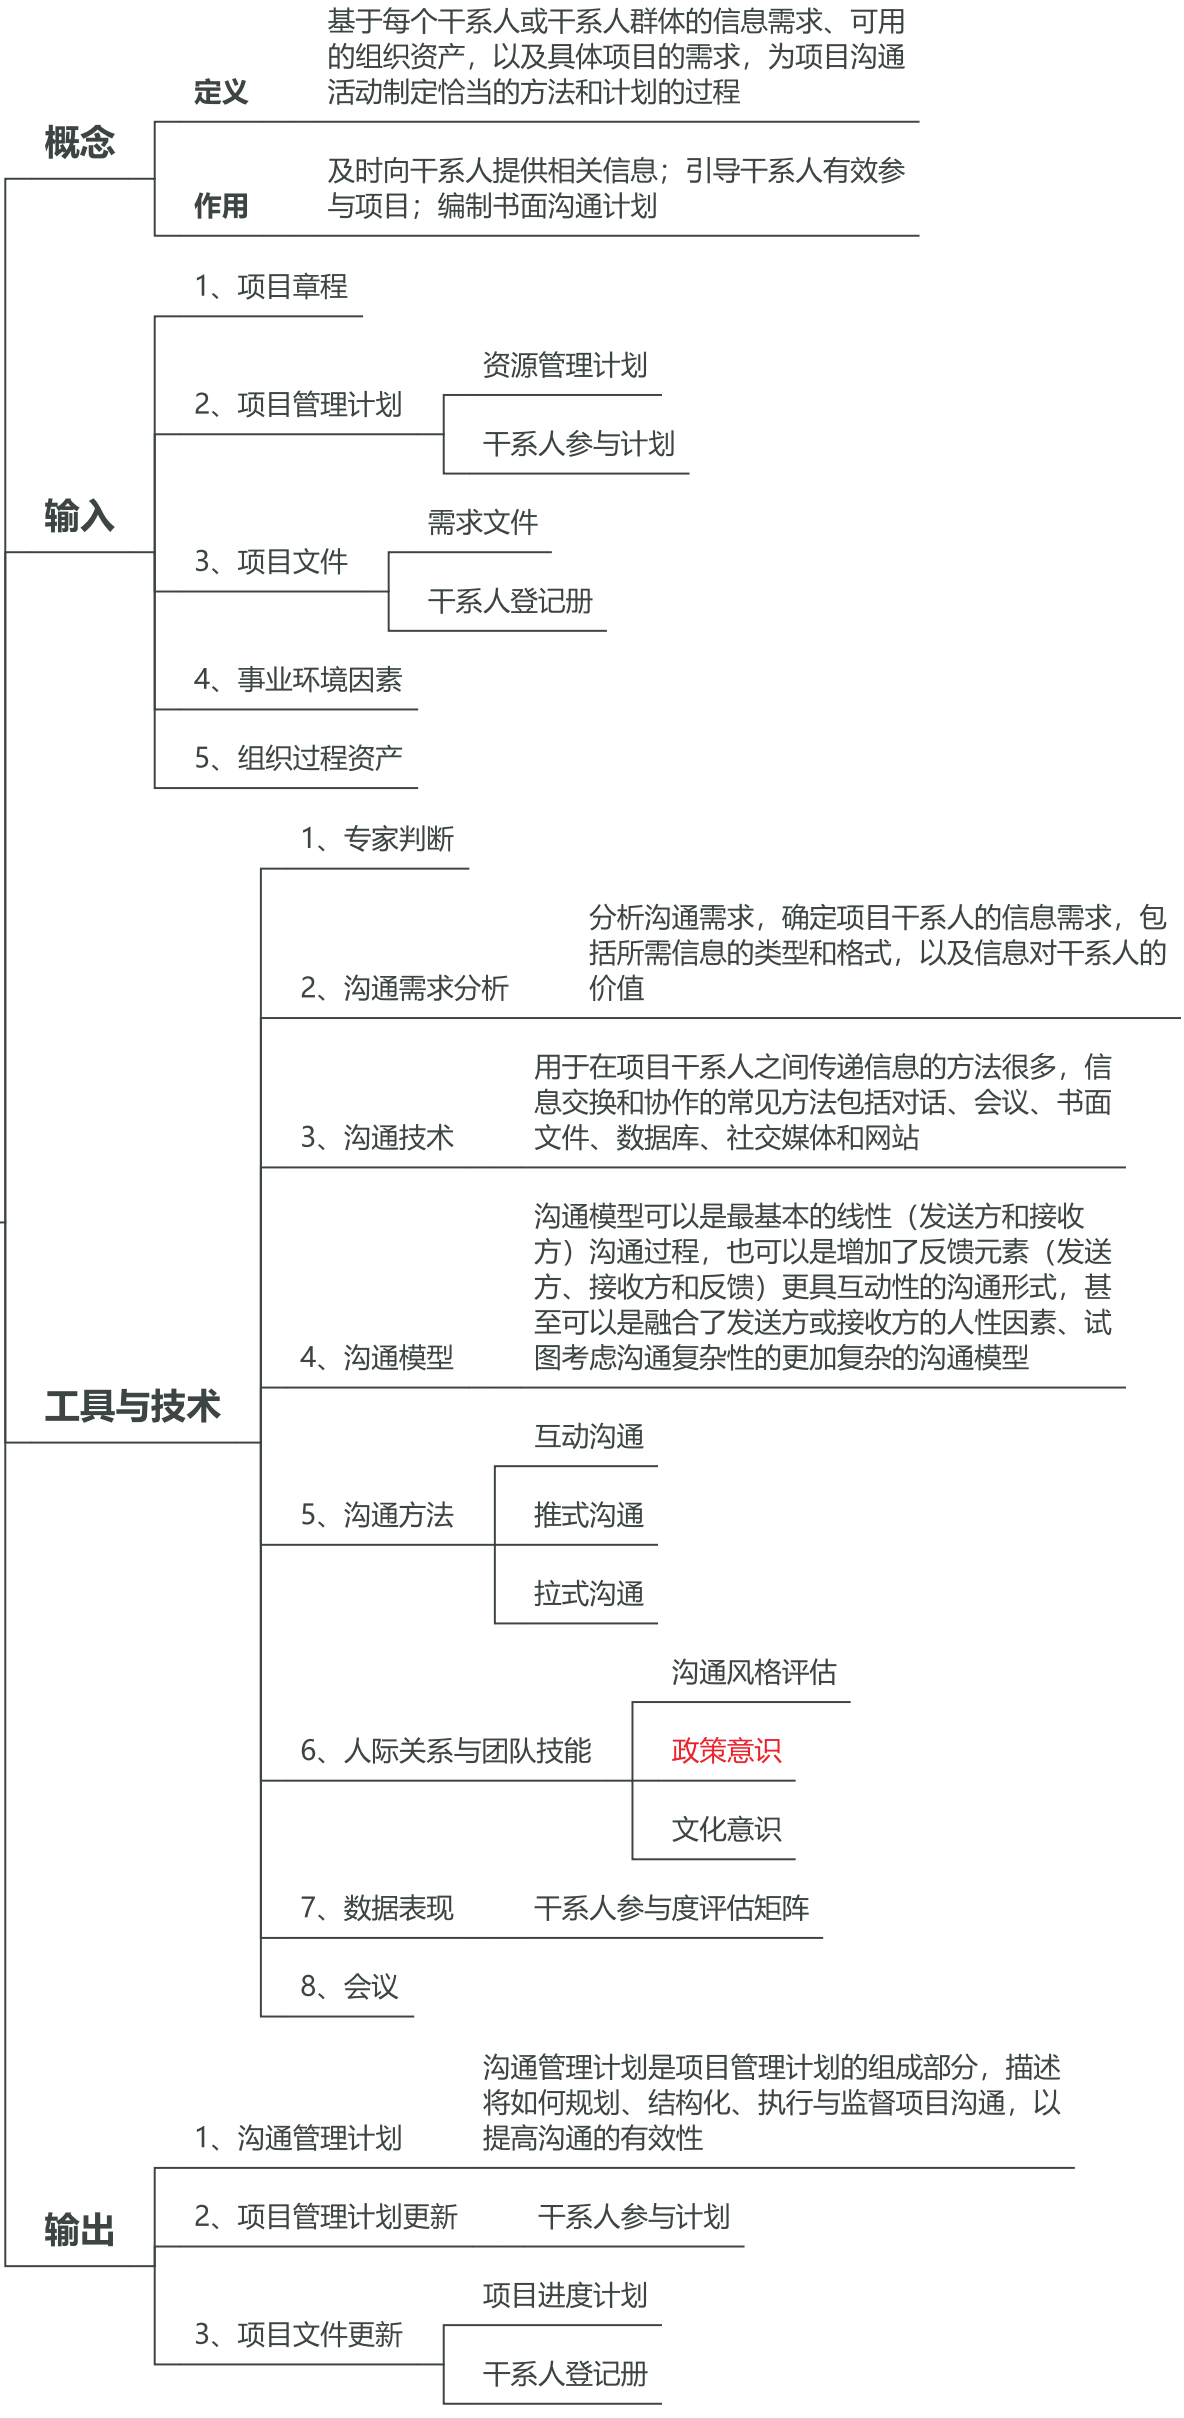 概念
定义
基于每个干系人或干系人群体的信息需求、可用
的组织资产，以及具体项目的需求，为项目沟通
活动制定恰当的方法和计划的过程
作用
及时向干系人提供相关信息；引导干系人有效参
与项目；编制书面沟通计划
输入
1、项目章程
2、项目管理计划
资源管理计划
干系人参与计划
3、项目文件
需求文件
干系人登记册
4、事业环境因素
5、组织过程资产
工具与技术
1、专家判断
2、沟通需求分析
分析沟通需求，确定项目干系人的信息需求，包
括所需信息的类型和格式，以及信息对干系人的
价值
3、沟通技术
用于在项目干系人之间传递信息的方法很多，信
息交换和协作的常见方法包括对话、会议、书面
文件、数据库、社交媒体和网站
4、沟通模型
沟通模型可以是最基本的线性（发送方和接收
方）沟通过程，也可以是增加了反馈元素（发送
方、接收方和反馈）更具互动性的沟通形式，甚
至可以是融合了发送方或接收方的人性因素、试
图考虑沟通复杂性的更加复杂的沟通模型
5、沟通方法
互动沟通
推式沟通
拉式沟通
6、人际关系与团队技能
沟通风格评估
政策意识
文化意识
7、数据表现
干系人参与度评估矩阵
8、会议
输出
1、沟通管理计划
沟通管理计划是项目管理计划的组成部分，描述
将如何规划、结构化、执行与监督项目沟通，以
提高沟通的有效性
2、项目管理计划更新
干系人参与计划
3、项目文件更新
项目进度计划
干系人登记册